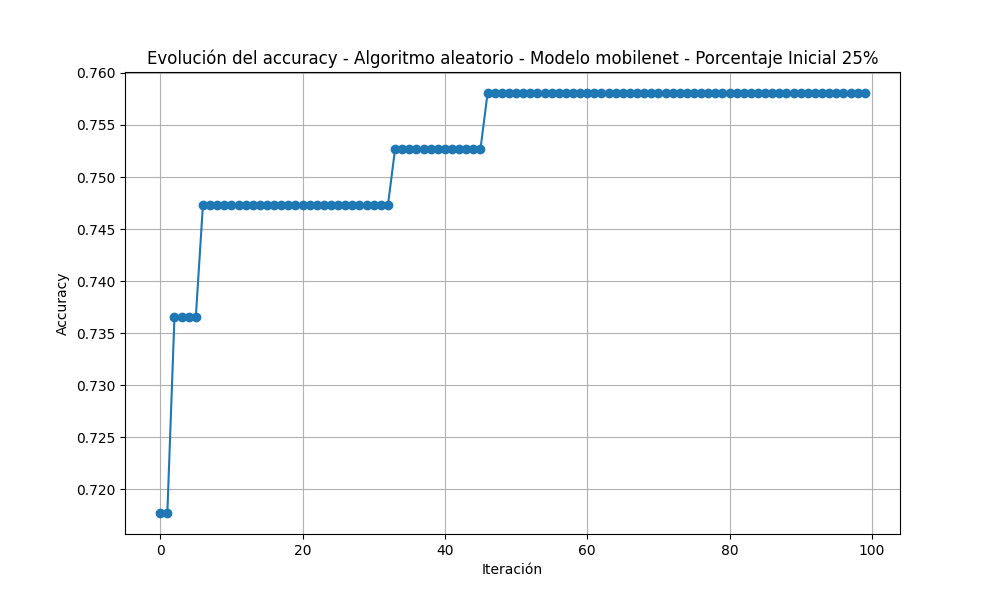 Evolución del accuracy - Algoritmo aleatorio - Modelo mobilenet - Porcentaje Inicial 25%
0.760
0.755
0.750
0.745
0.740
0.735
0.730
0.725
0.720
Accuracy
0 20 40 60 80 100
Iteración